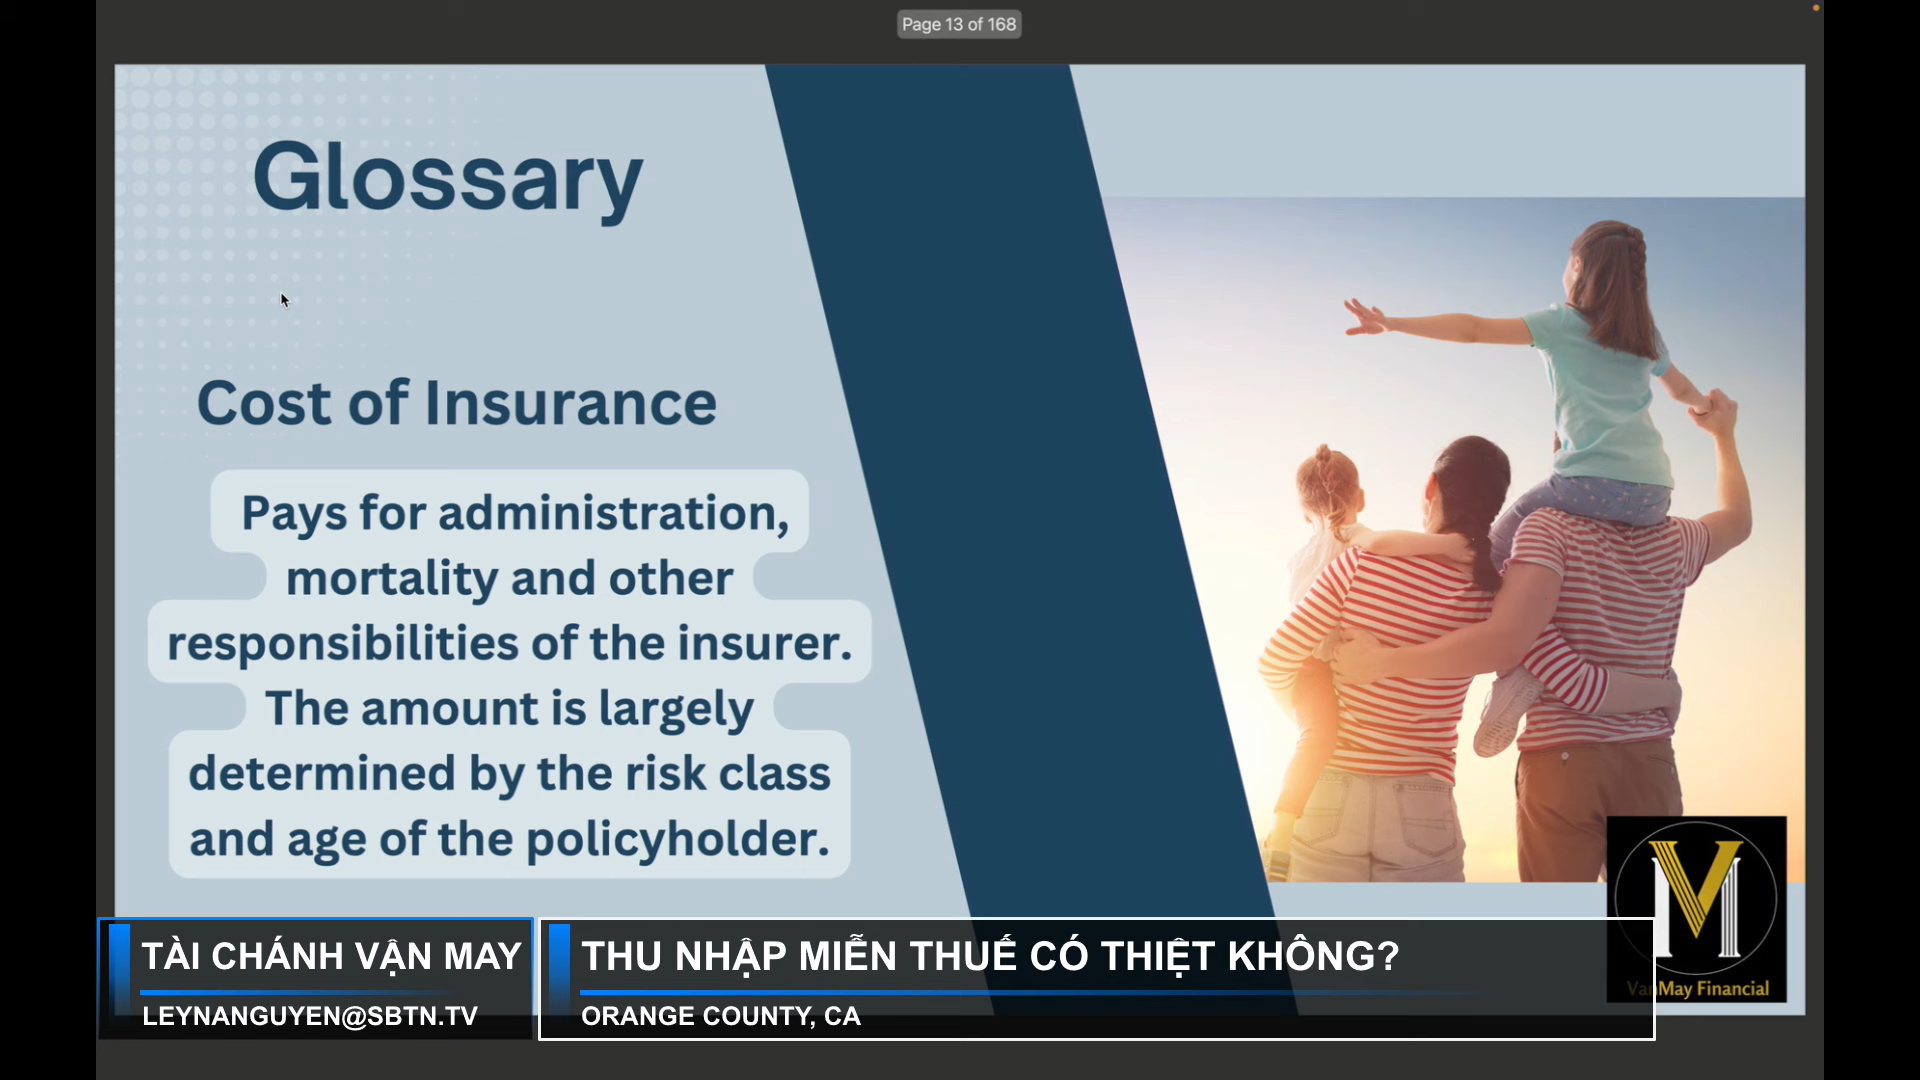 Page 13 of 168
Glossary
Cost of Insurance
Pays for administration,
mortality and other
responsibilities of the insurer.
The amount is largely
determined by the risk class
and age of the policyholder.
VM
VanMay Financial
TÀI CHÁNH VẬN MAY
LEYNANGUYEN@SBTN.TV
THU NHẬP MIỄN THUẾ CÓ THIỆT KHÔNG?
ORANGE COUNTY, CA